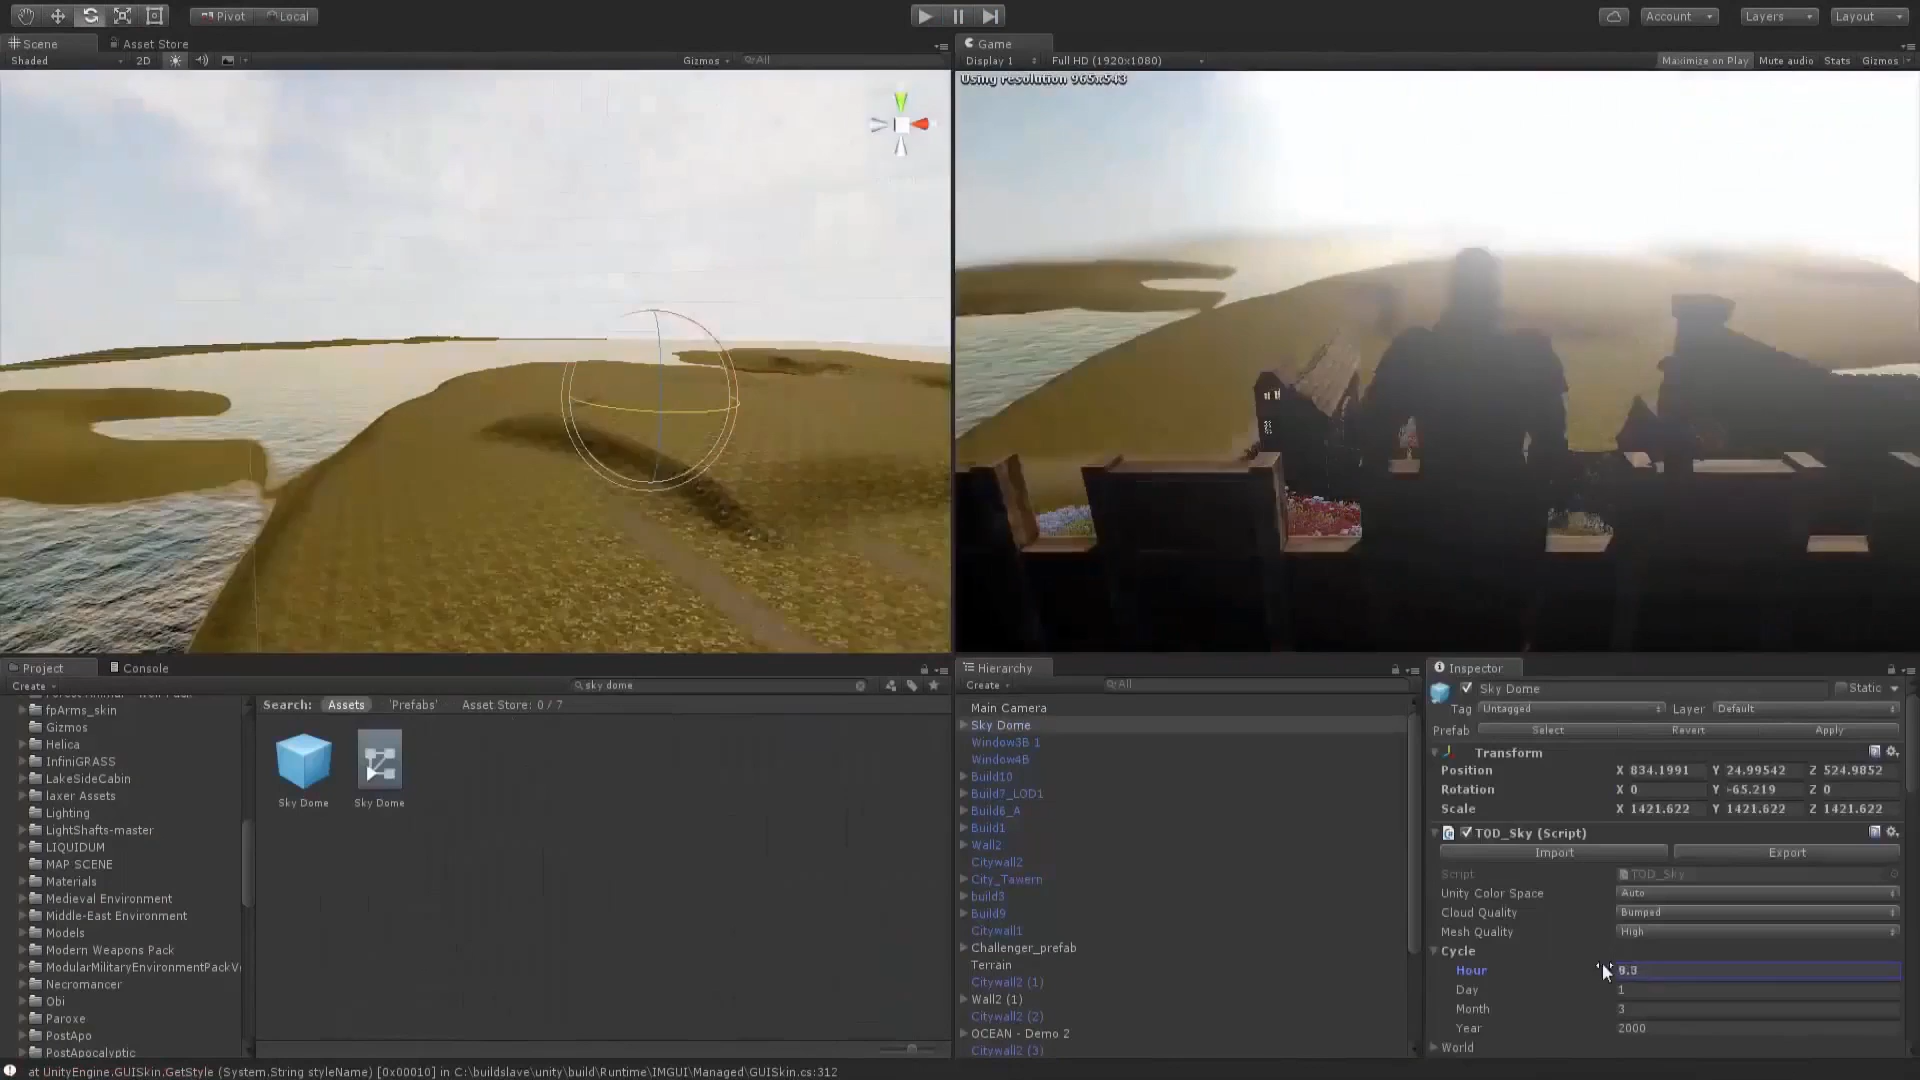 Pivot Local
Account Layers Layout
Scene Asset Store
Shaded 2D Gizmos All
Game
Display 1 Full HD (1920x1080) Maximize on Play Mute audio Stats Gizmos
Using resolution 965x543
Project Console
Create sky dome
Search: Assets 'Prefabs' Asset Store: 0 / 7
fpArms_skin
Gizmos
Helica
InfiniGRASS
LakeSideCabin
laxer Assets
Lighting
LightShafts-master
LIQUIDUM
MAP SCENE
Materials
Medieval Environment
Middle-East Environment
Models
Modern Weapons Pack
ModularMilitaryEnvironmentPackV
Necromancer
Obi
Paroxe
PostApo
PostApocalyptic
Sky Dome Sky Dome
Hierarchy
Create All
Main Camera
Sky Dome
Window3B 1
Window4B
Build10
Build7_LOD1
Build6_A
Build1
Wall2
Citywall2
City_Tawern
build3
Build9
Citywall1
Challenger_prefab
Terrain
Citywall2 (1)
Wall2 (1)
Citywall2 (2)
OCEAN - Demo 2
Citywall2 (3)
Inspector
Sky Dome Static
Tag Untagged Layer Default
Prefab Select Revert Apply
Transform
Position X 834.1991 Y 24.99542 Z 524.9852
Rotation X 0 Y -65.219 Z 0
Scale X 1421.622 Y 1421.622 Z 1421.622
TOD_Sky (Script)
Import Export
Script TOD_Sky
Unity Color Space Auto
Cloud Quality Bumped
Mesh Quality High
Cycle
Hour
Day 1
Month 3
Year 2000
World
at UnityEngine.GUISkin.GetStyle (System.String styleName) [0x00010] in C:\buildslave\unity\build\Runtime\IMGUI\Managed\GUISkin.cs:312